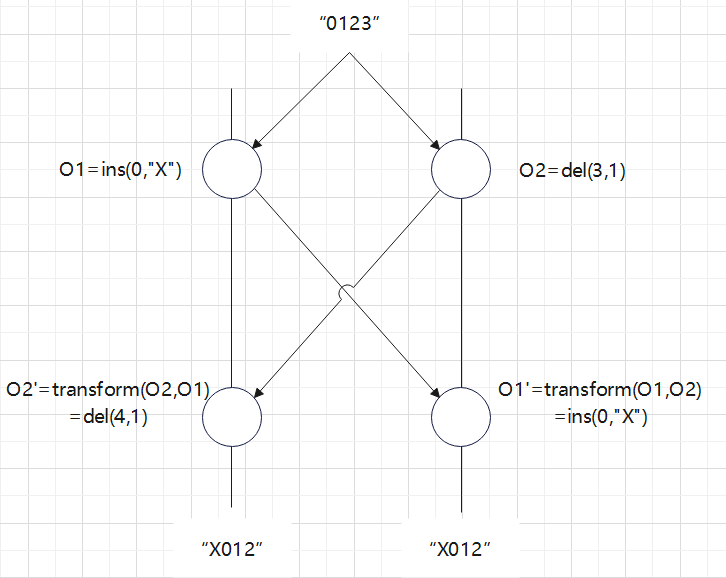 “0123”
O1=ins(0,"X")
O2=del(3,1)
O2'=transform(O2,O1)
=del(4,1)
O1'=transform(O1,O2)
=ins(0,"X")
“X012”
“X012”